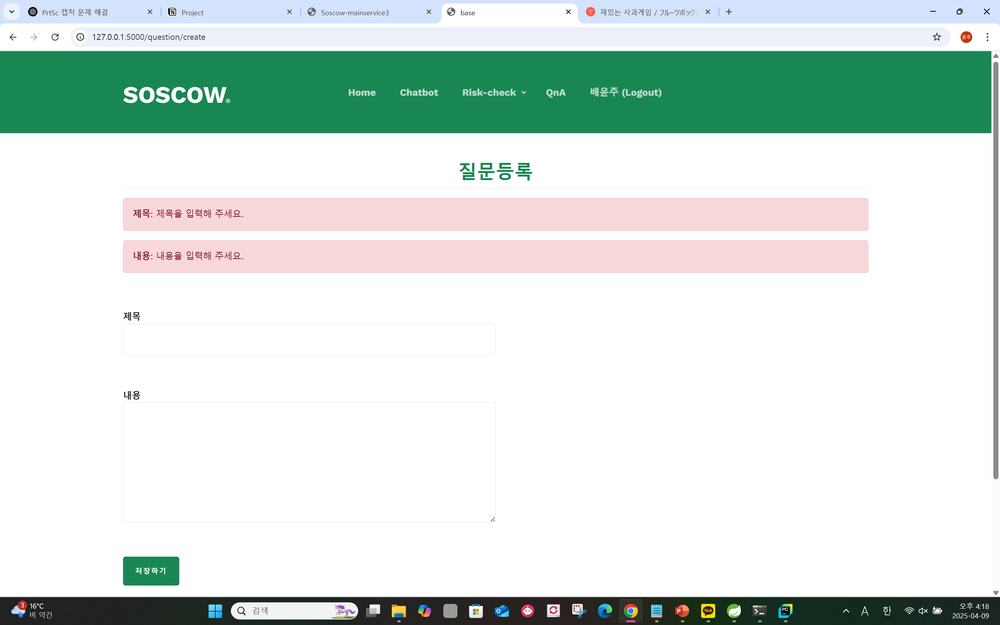 PrtSc 캡처 문제 해결
Project
Soscow-mainservice3
base
재밌는 사과게임 / フルーツボック
127.0.0.1:5000/question/create
윤주
SOSCOW.
Home
Chatbot
Risk-check
QnA
배윤주 (Logout)
질문등록
제목: 제목을 입력해 주세요.
내용: 내용을 입력해 주세요.
제목
내용
저장하기
3
16°C
비 약간
검색
TALK
PC
A
한
오후 4:18
2025-04-09